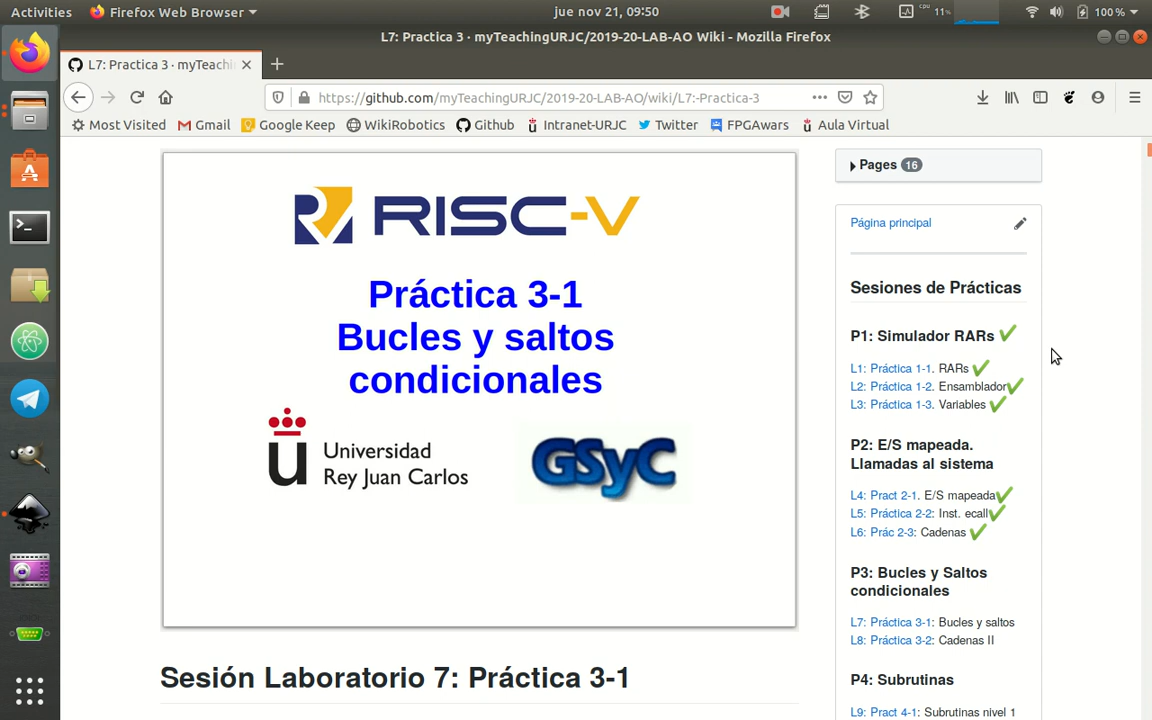 Activities
Firefox Web Browser
jue nov 21, 09:50
cpu 11%
100 %
L7: Practica 3 · myTeachingURJC/2019-20-LAB-AO Wiki - Mozilla Firefox
L7: Practica 3 · myTeachi
https://github.com/myTeachingURJC/2019-20-LAB-AO/wiki/L7:-Practica-3
Most Visited
Gmail
Google Keep
WikiRobotics
Github
Intranet-URJC
Twitter
FPGAwars
Aula Virtual
RISC-V
Práctica 3-1
Bucles y saltos
condicionales
Universidad
Rey Juan Carlos
GSyC
Sesión Laboratorio 7: Práctica 3-1
Pages 16
Página principal
Sesiones de Prácticas
P1: Simulador RARs
L1: Práctica 1-1. RARs
L2: Práctica 1-2. Ensamblador
L3: Práctica 1-3. Variables
P2: E/S mapeada.
Llamadas al sistema
L4: Pract 2-1. E/S mapeada
L5: Práctica 2-2: Inst. ecall
L6: Prác 2-3: Cadenas
P3: Bucles y Saltos
condicionales
L7: Práctica 3-1: Bucles y saltos
L8: Práctica 3-2: Cadenas II
P4: Subrutinas
L9: Pract 4-1: Subrutinas nivel 1